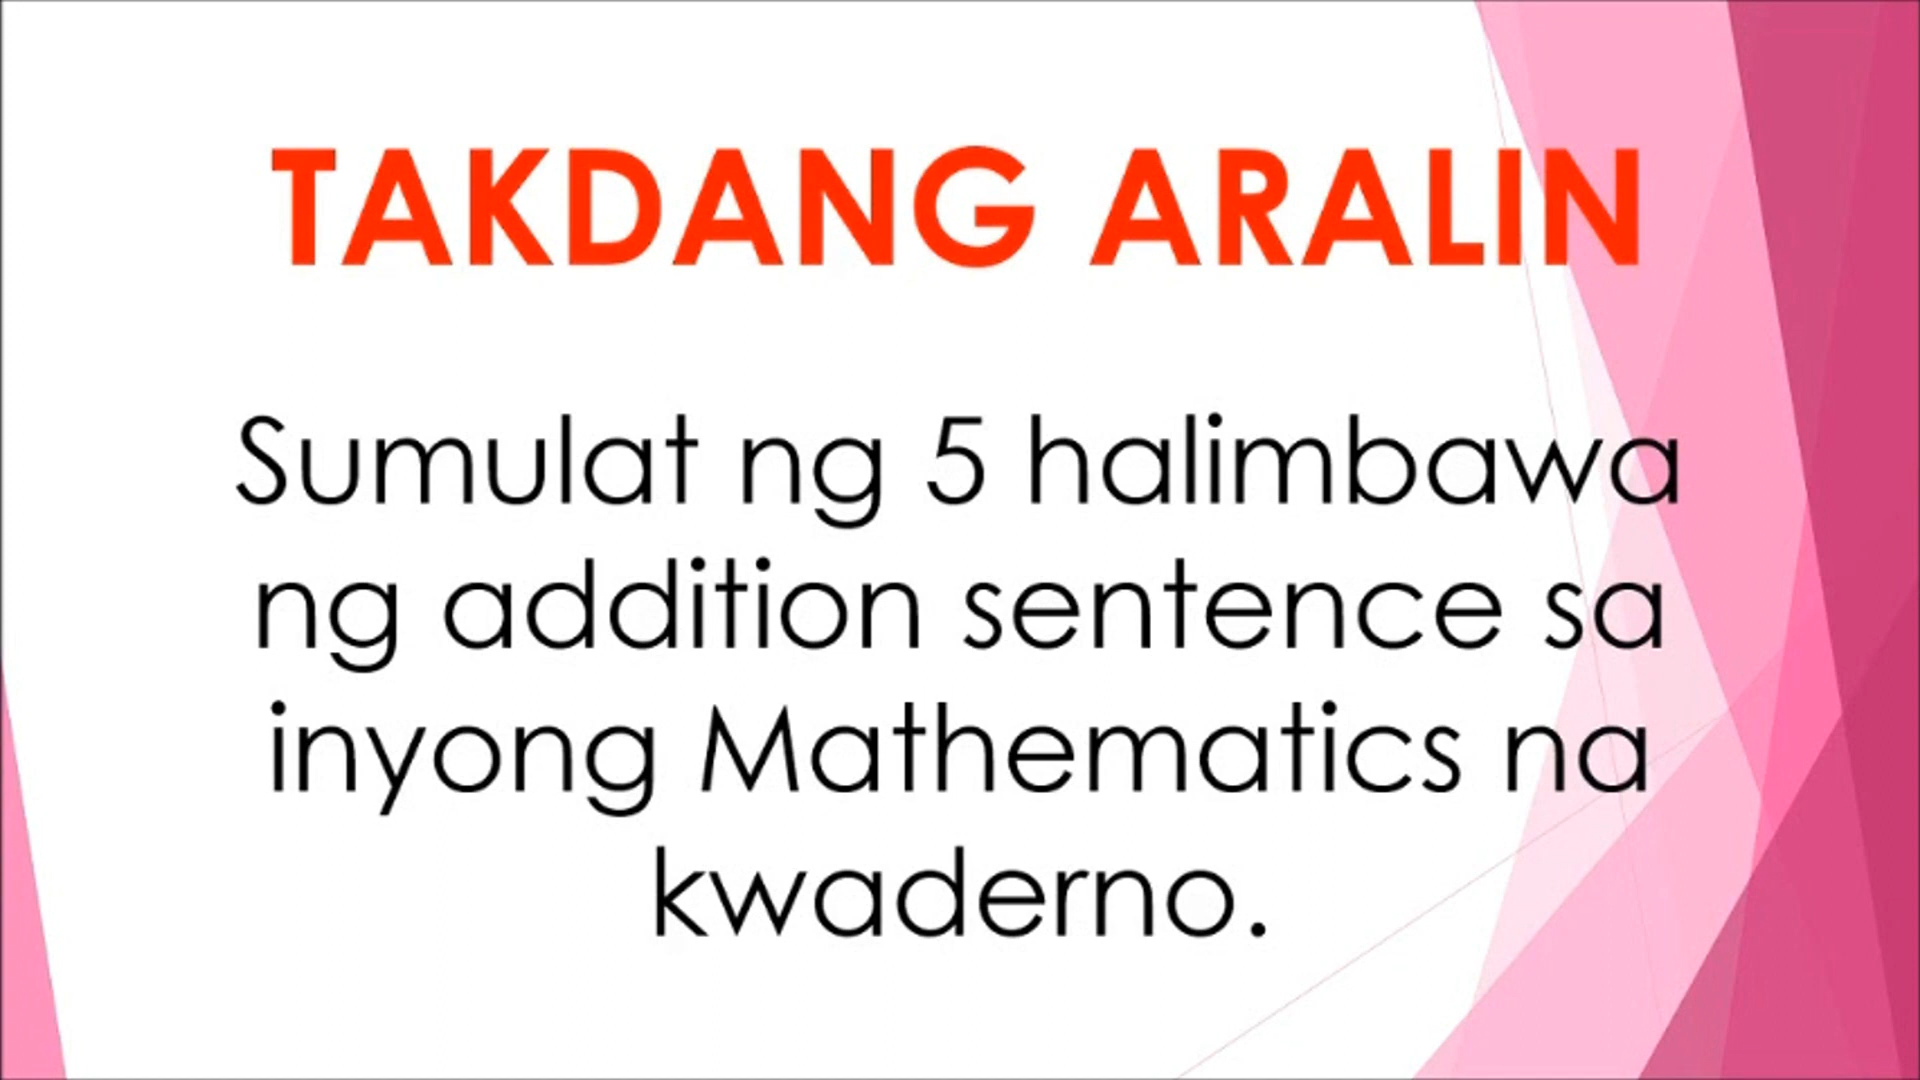 TAKDANG ARALIN
Sumulat ng 5 halimbawa
ng addition sentence sa
inyong Mathematics na
kwaderno.